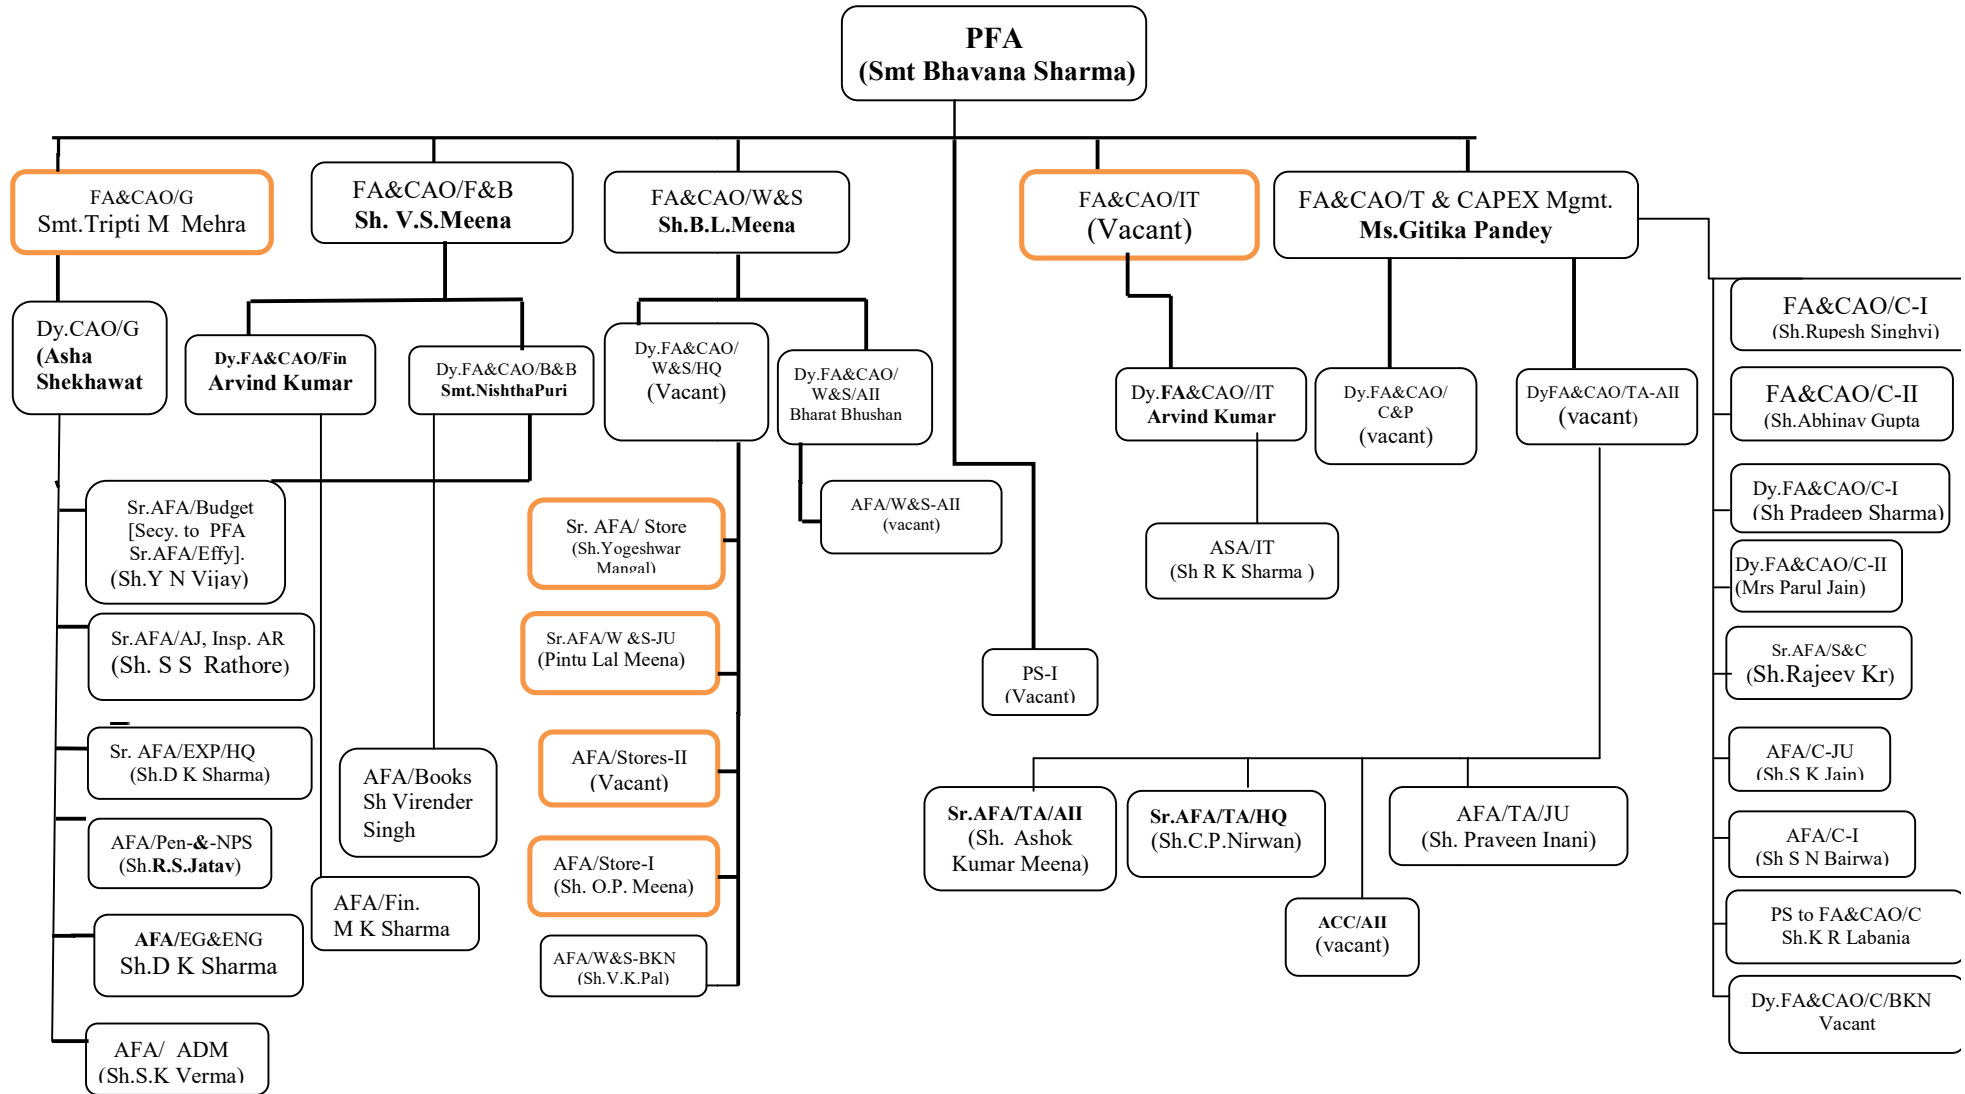 PFA
(Smt Bhavana Sharma)
FA&CAO/G
Smt.Tripti M Mehra
FA&CAO/F&B
Sh. V.S.Meena
FA&CAO/W&S
Sh.B.L.Meena
FA&CAO/IT
(Vacant)
FA&CAO/T & CAPEX Mgmt.
Ms.Gitika Pandey
Dy.CAO/G
(Asha
Shekhawat
Dy.FA&CAO/Fin
Arvind Kumar
Dy.FA&CAO/B&B
Smt.NishthaPuri
Dy.FA&CAO/
W&S/HQ
(Vacant)
Dy.FA&CAO/
W&S/AII
Bharat Bhushan
Dy.FA&CAO//IT
Arvind Kumar
Dy.FA&CAO/
C&P
(vacant)
DyFA&CAO/TA-AII
(vacant)
FA&CAO/C-I
(Sh.Rupesh Singhvi)
FA&CAO/C-II
(Sh.Abhinav Gupta
Dy.FA&CAO/C-I
(Sh Pradeep Sharma)
Dy.FA&CAO/C-II
(Mrs Parul Jain)
Sr.AFA/S&C
(Sh.Rajeev Kr)
AFA/C-JU
(Sh.S K Jain)
AFA/C-I
(Sh S N Bairwa)
PS to FA&CAO/C
Sh.K R Labania
Dy.FA&CAO/C/BKN
Vacant
Sr.AFA/Budget
[Secy. to PFA
Sr.AFA/Effy].
(Sh.Y N Vijay)
Sr.AFA/AJ, Insp. AR
(Sh. S S Rathore)
Sr. AFA/EXP/HQ
(Sh.D K Sharma)
AFA/Pen-&-NPS
(Sh.R.S.Jatav)
AFA/EG&ENG
Sh.D K Sharma
AFA/ ADM
(Sh.S.K Verma)
AFA/Books
Sh Virender
Singh
AFA/Fin.
M K Sharma
Sr. AFA/ Store
(Sh.Yogeshwar
Mangal)
Sr.AFA/W &S-JU
(Pintu Lal Meena)
AFA/Stores-II
(Vacant)
AFA/Store-I
(Sh. O.P. Meena)
AFA/W&S-BKN
(Sh.V.K.Pal)
AFA/W&S-AII
(vacant)
PS-I
(Vacant)
ASA/IT
(Sh R K Sharma )
Sr.AFA/TA/AII
(Sh. Ashok
Kumar Meena)
Sr.AFA/TA/HQ
(Sh.C.P.Nirwan)
ACC/AII
(vacant)
AFA/TA/JU
(Sh. Praveen Inani)